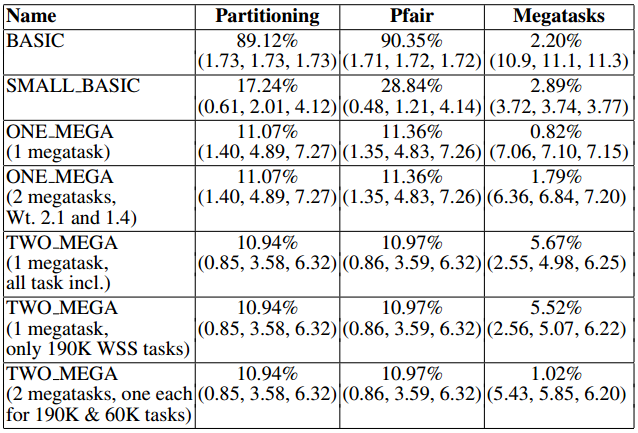 Name Partitioning Pfair Megatasks
BASIC 89.12% 90.35% 2.20%
(1.73, 1.73, 1.73) (1.71, 1.72, 1.72) (10.9, 11.1, 11.3)
SMALL_BASIC 17.24% 28.84% 2.89%
(0.61, 2.01, 4.12) (0.48, 1.21, 4.14) (3.72, 3.74, 3.77)
ONE_MEGA 11.07% 11.36% 0.82%
(1 megatask) (1.40, 4.89, 7.27) (1.35, 4.83, 7.26) (7.06, 7.10, 7.15)
ONE_MEGA 11.07% 11.36% 1.79%
(2 megatasks, (1.40, 4.89, 7.27) (1.35, 4.83, 7.26) (6.36, 6.84, 7.20)
Wt. 2.1 and 1.4)
TWO_MEGA 10.94% 10.97% 5.67%
(1 megatask, (0.85, 3.58, 6.32) (0.86, 3.59, 6.32) (2.55, 4.98, 6.25)
all task incl.)
TWO_MEGA 10.94% 10.97% 5.52%
(1 megatask, (0.85, 3.58, 6.32) (0.86, 3.59, 6.32) (2.56, 5.07, 6.22)
only 190K WSS tasks)
TWO_MEGA 10.94% 10.97% 1.02%
(2 megatasks, one each (0.85, 3.58, 6.32) (0.86, 3.59, 6.32) (5.43, 5.85, 6.20)
for 190K & 60K tasks)